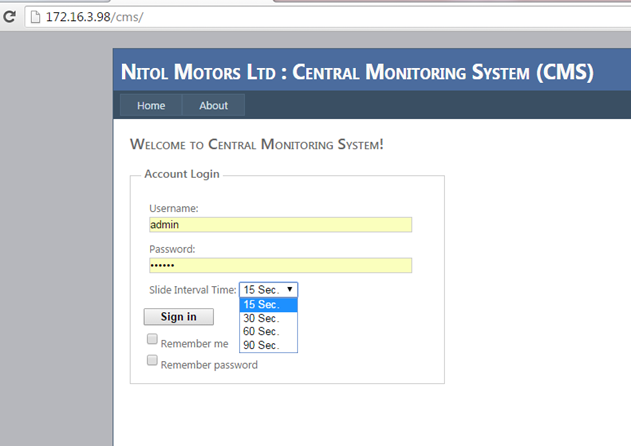 172.16.3.98/cms/
Nitol Motors Ltd : Central Monitoring System (CMS)
Home About
Welcome to Central Monitoring System!
Account Login
Username:
admin
Password:
••••••
Slide Interval Time: 15 Sec.
15 Sec.
30 Sec.
60 Sec.
90 Sec.
Sign in
Remember me
Remember password